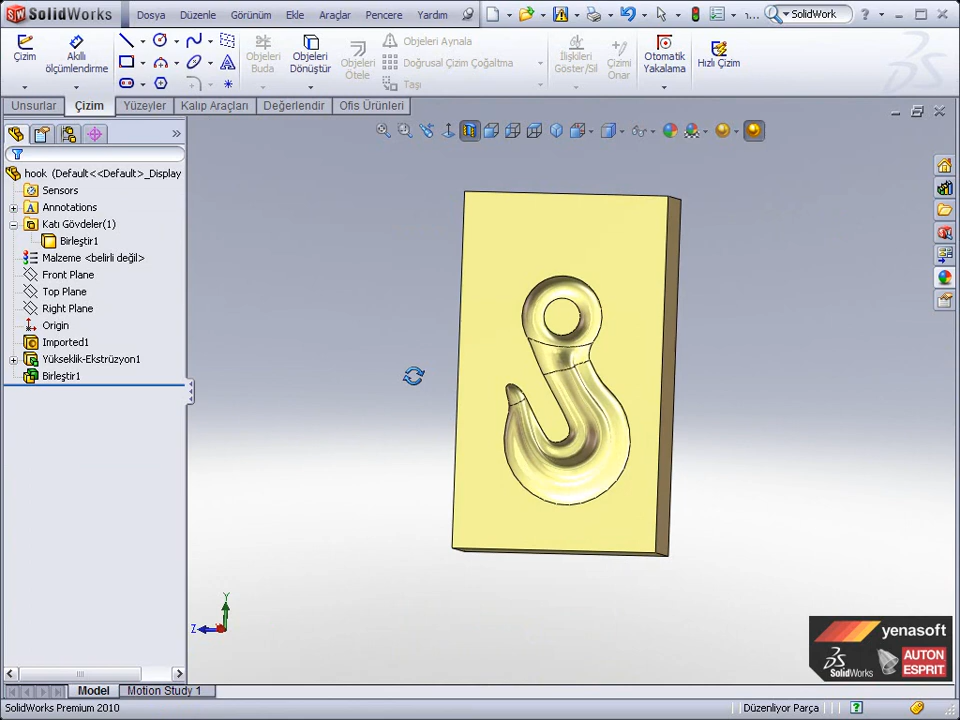 SolidWorks
Dosya Düzenle Görünüm Ekle Araçlar Pencere Yardım
... SolidWork
Çizim
Akıllı ölçümlendirme
Objeleri Buda
Objeleri Dönüştür
Objeleri Ötele
Objeleri Aynala
Doğrusal Çizim Çoğaltma
Taşı
İlişkileri Göster/Sil
Çizimi Onar
Otomatik Yakalama
Hızlı Çizim
Unsurlar Çizim Yüzeyler Kalıp Araçları Değerlendir Ofis Ürünleri
hook (Default<<Default>_Display
Sensors
Annotations
Katı Gövdeler(1)
Birleştir1
Malzeme <belirli değil>
Front Plane
Top Plane
Right Plane
Origin
Imported1
Yükseklik-Ekstrüzyon1
Birleştir1
Y
Z
yenasoft
SolidWorks
AUTON
ESPRIT
Model Motion Study 1
SolidWorks Premium 2010
Düzenliyor Parça